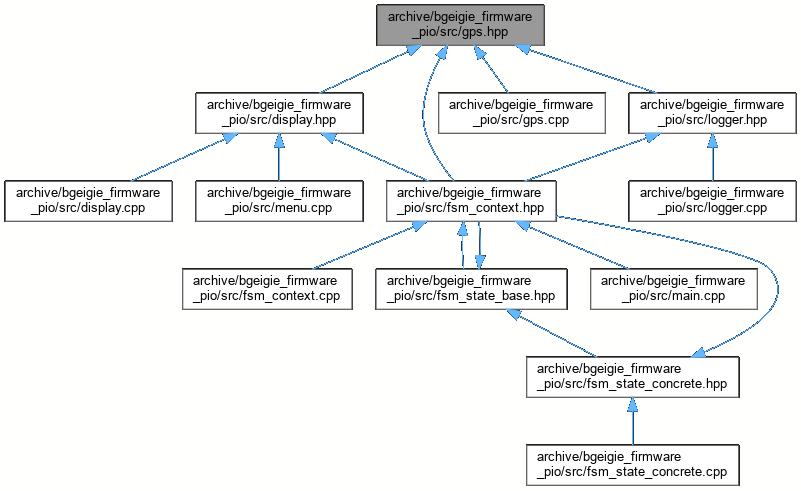 archive/bgeigie_firmware
_pio/src/gps.hpp
archive/bgeigie_firmware
_pio/src/display.hpp
archive/bgeigie_firmware
_pio/src/gps.cpp
archive/bgeigie_firmware
_pio/src/logger.hpp
archive/bgeigie_firmware
_pio/src/display.cpp
archive/bgeigie_firmware
_pio/src/menu.cpp
archive/bgeigie_firmware
_pio/src/fsm_context.hpp
archive/bgeigie_firmware
_pio/src/logger.cpp
archive/bgeigie_firmware
_pio/src/fsm_context.cpp
archive/bgeigie_firmware
_pio/src/fsm_state_base.hpp
archive/bgeigie_firmware
_pio/src/main.cpp
archive/bgeigie_firmware
_pio/src/fsm_state_concrete.hpp
archive/bgeigie_firmware
_pio/src/fsm_state_concrete.cpp